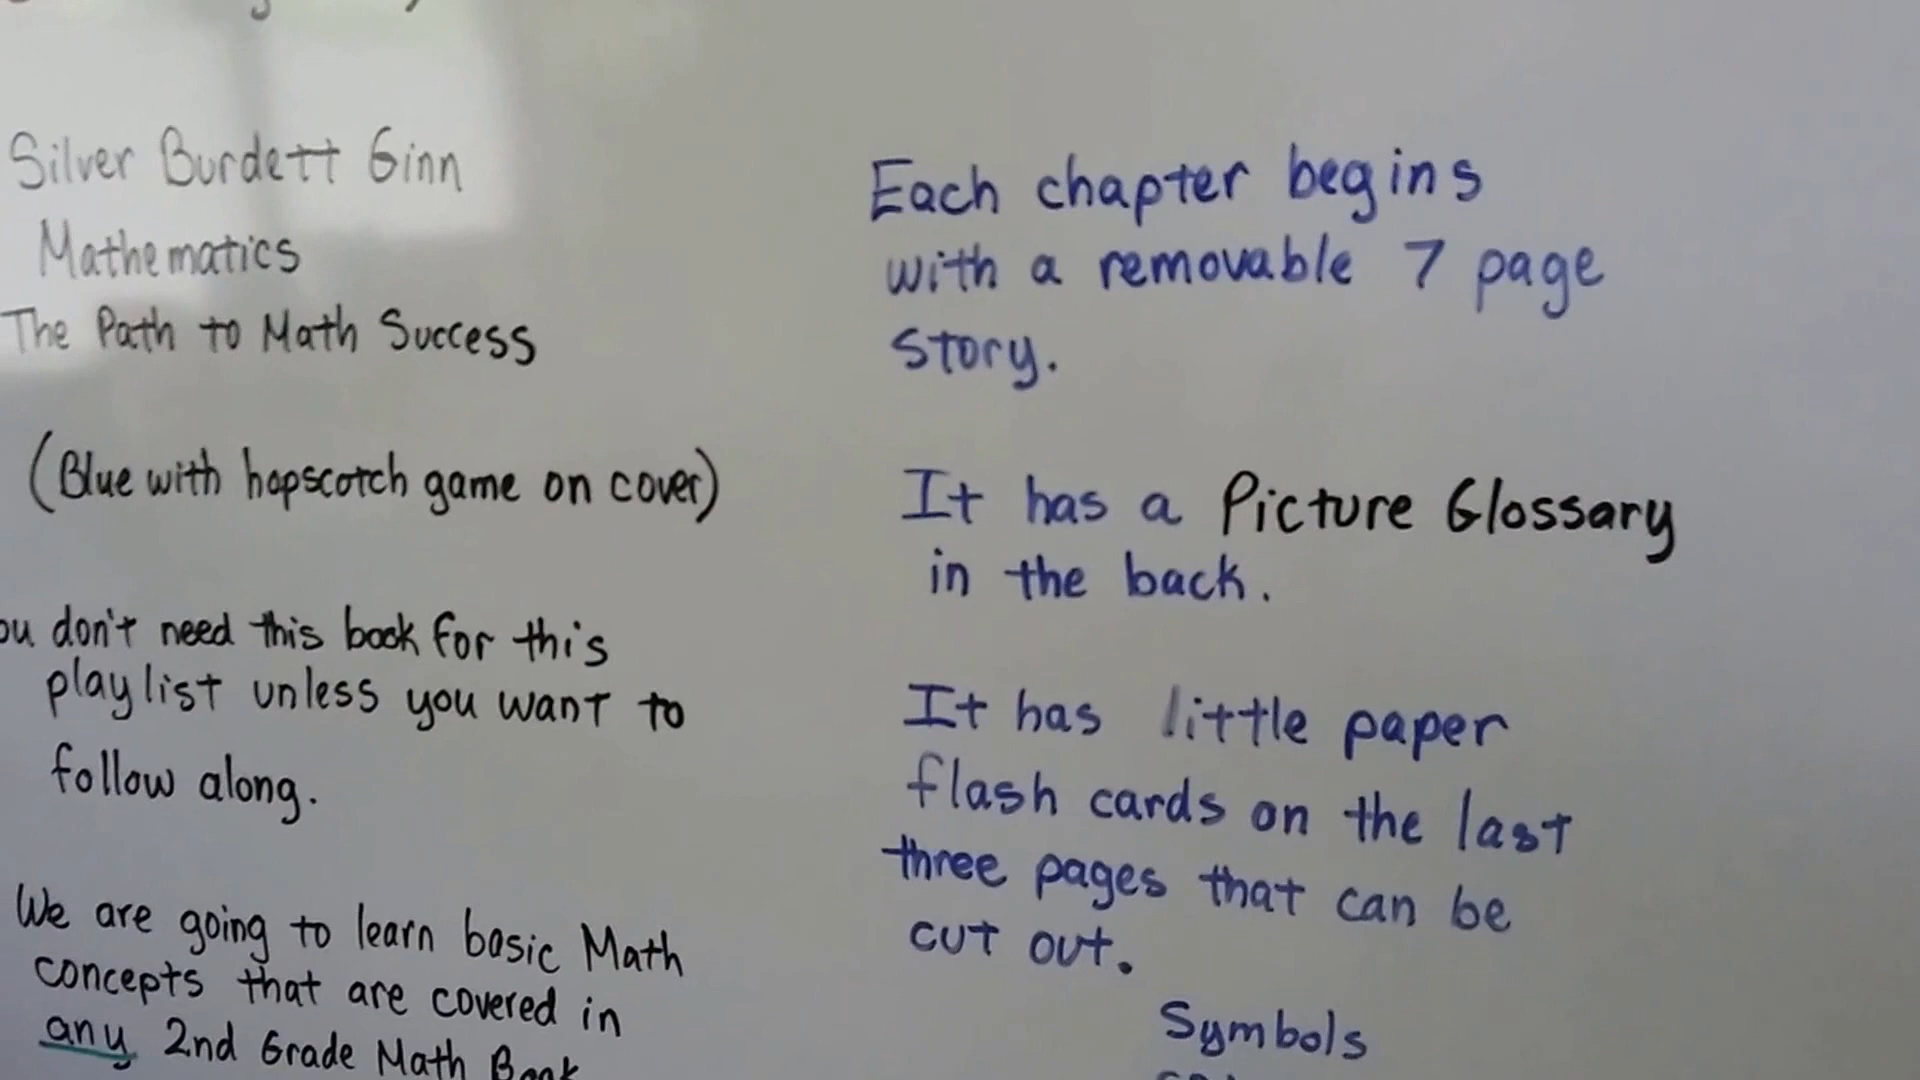 Silver Burdett Ginn
Mathematics
The Path to Math Success
(Blue with hopscotch game on cover)
ou don't need this book for this
playlist unless you want to
follow along.
We are going to learn basic Math
concepts that are covered in
any 2nd Grade Math Book
Each chapter begins
with a removable 7 page
story.
It has a Picture Glossary
in the back.
It has little paper
flash cards on the last
three pages that can be
cut out.
Symbols